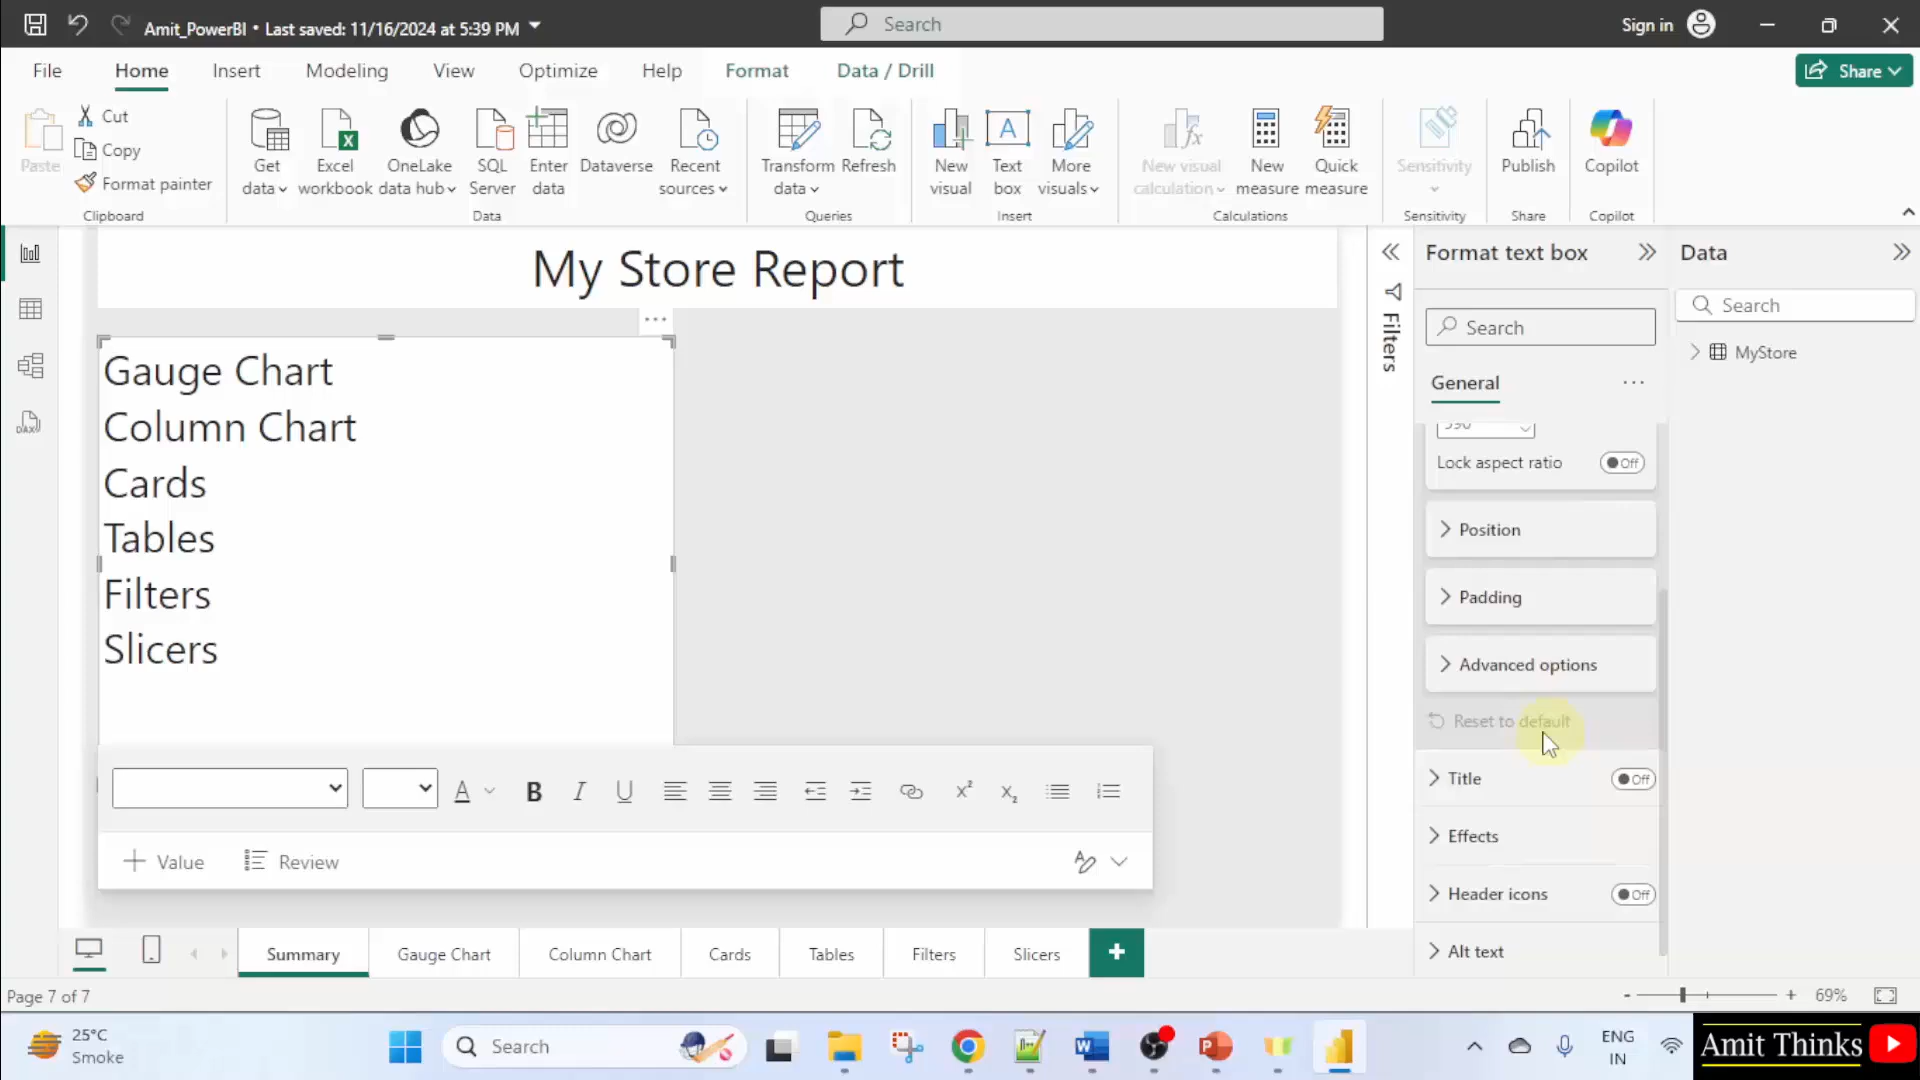 Amit_PowerBI • Last saved: 11/16/2024 at 5:39 PM
Search
Sign in
File
Home
Insert
Modeling
View
Optimize
Help
Format
Data / Drill
Share
Paste
Cut
Copy
Format painter
Clipboard
Get data
Excel workbook
OneLake data hub
SQL Server
Enter data
Dataverse
Recent sources
Data
Transform data
Refresh
Queries
New visual
Text box
More visuals
Insert
New visual calculation
New measure
Quick measure
Calculations
Sensitivity
Sensitivity
Publish
Share
Copilot
Copilot
My Store Report
Gauge Chart
Column Chart
Cards
Tables
Filters
Slicers
A
B
I
U
x²
x₂
+ Value
Review
Filters
Format text box
Search
General
Lock aspect ratio
Off
Position
Padding
Advanced options
Reset to default
Title
Off
Effects
Header icons
Off
Alt text
Data
Search
MyStore
DAX
Summary
Gauge Chart
Column Chart
Cards
Tables
Filters
Slicers
+
Page 7 of 7
- + 69%
25°C
Smoke
Search
ENG
IN
Amit Thinks